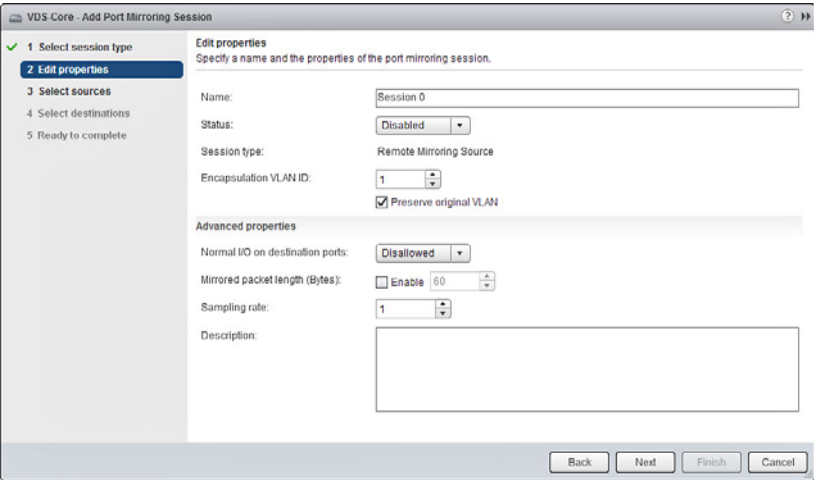 VDS-Core - Add Port Mirroring Session ?
1 Select session type
2 Edit properties
3 Select sources
4 Select destinations
5 Ready to complete
Edit properties
Specify a name and the properties of the port mirroring session.
Name: Session 0
Status: Disabled
Session type: Remote Mirroring Source
Encapsulation VLAN ID: 1
Preserve original VLAN
Advanced properties
Normal I/O on destination ports: Disallowed
Mirrored packet length (Bytes): Enable 60
Sampling rate: 1
Description:
Back Next Finish Cancel